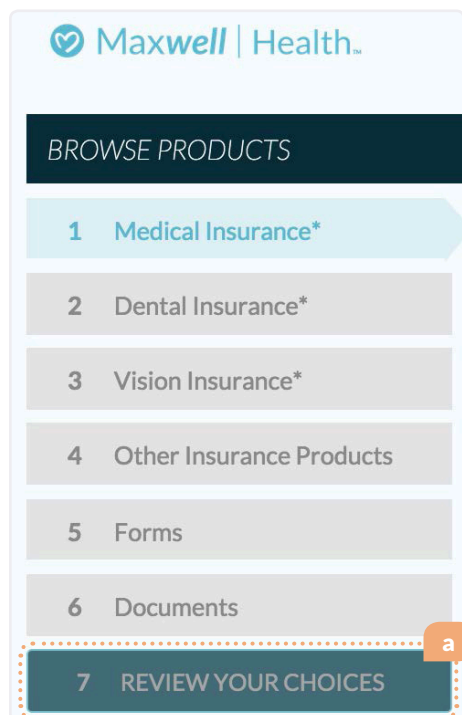 Maxwell | Health™
BROWSE PRODUCTS
1 Medical Insurance*
2 Dental Insurance*
3 Vision Insurance*
4 Other Insurance Products
5 Forms
6 Documents
a
7 REVIEW YOUR CHOICES